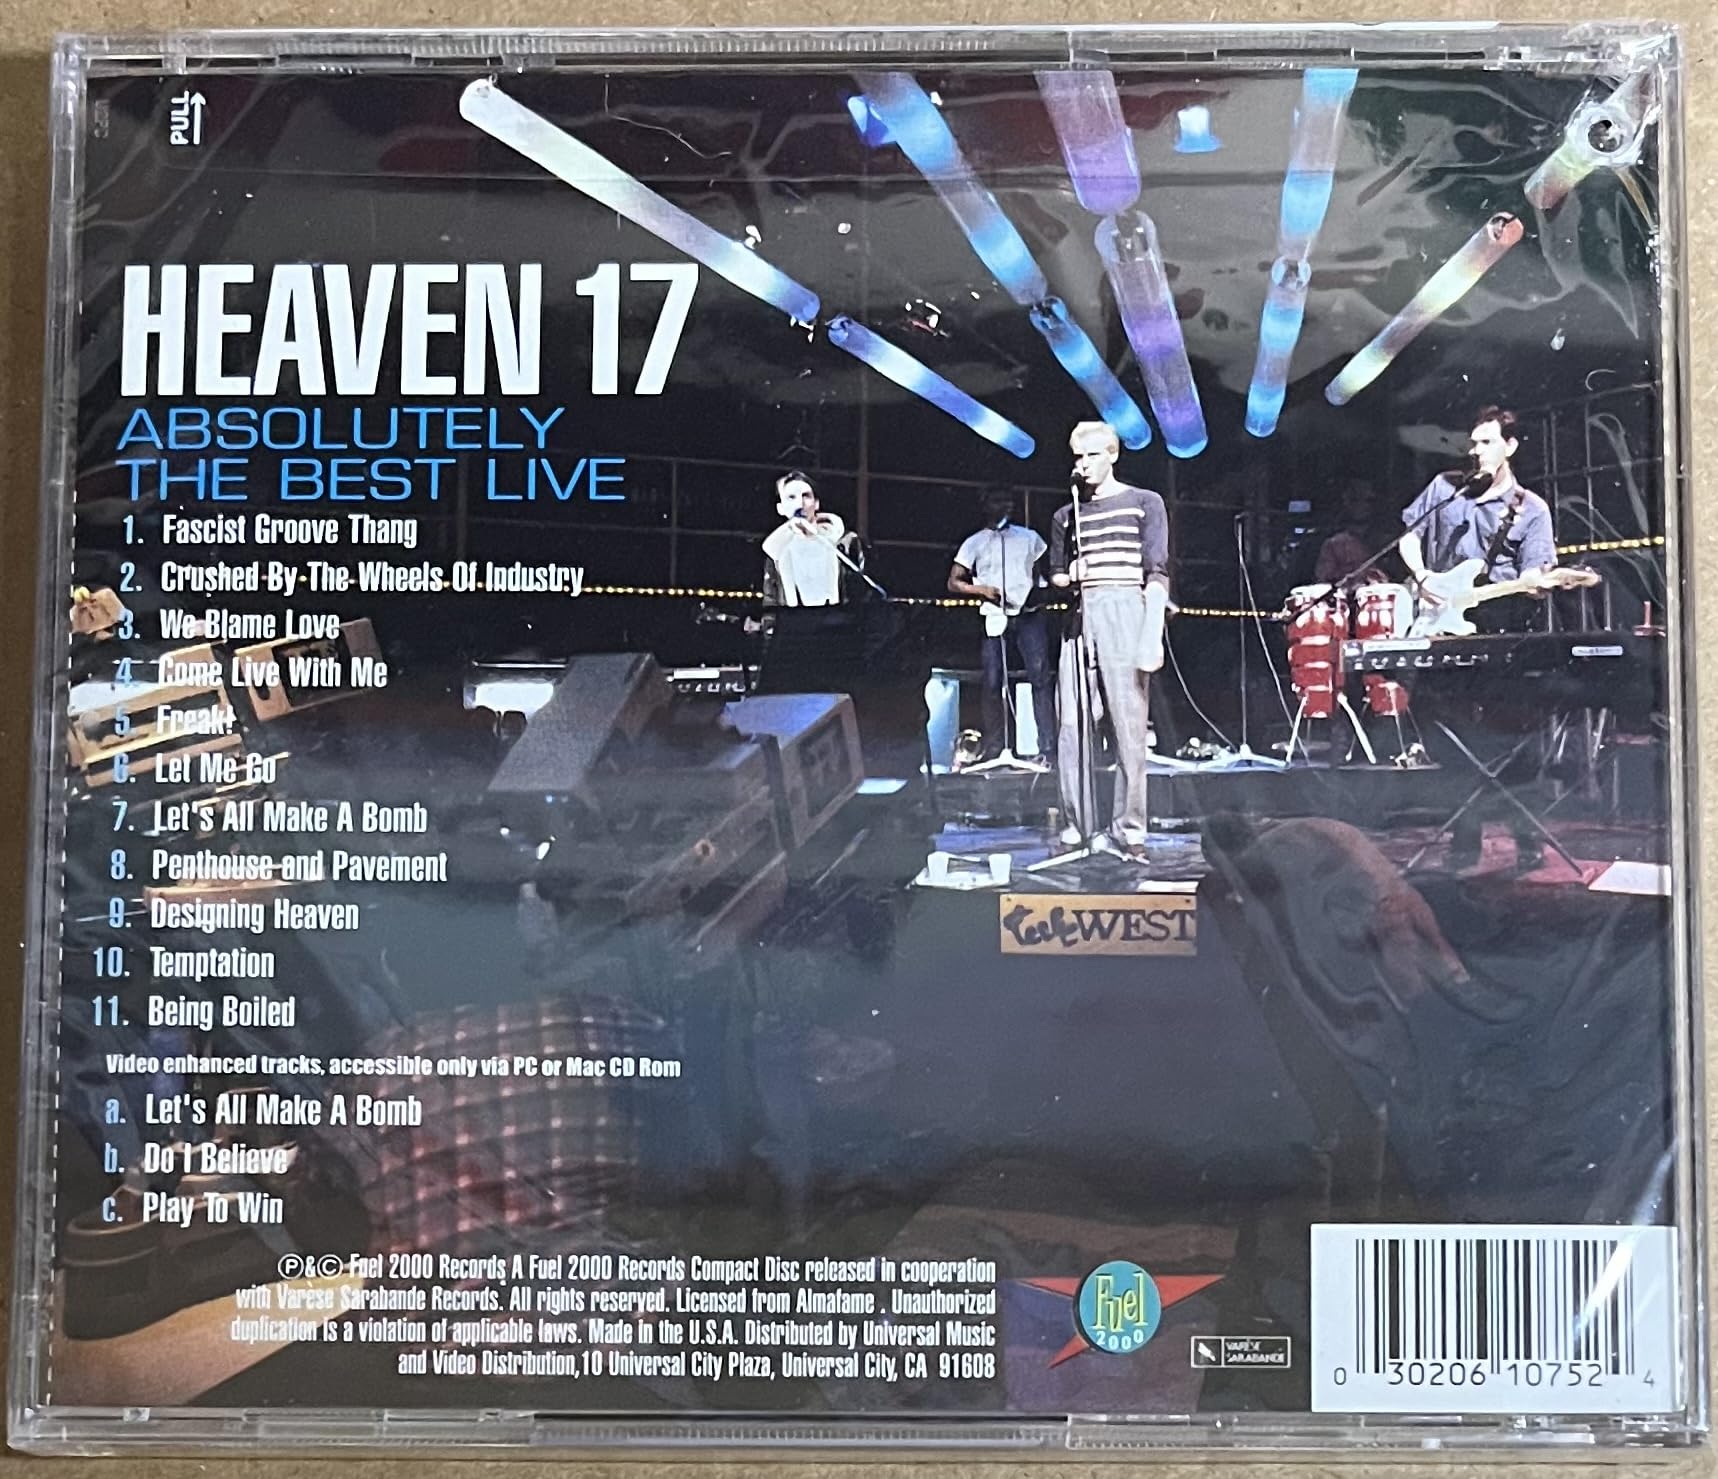 PULL
HEAVEN 17
ABSOLUTELY
THE BEST LIVE
1. Fascist Groove Thang
2. Crushed By The Wheels Of Industry
3. We Blame Love
4. Come Live With Me
5. Freak!
6. Let Me Go
7. Let's All Make A Bomb
8. Penthouse and Pavement
9. Designing Heaven
10. Temptation
11. Being Boiled
Video enhanced tracks, accessible only via PC or Mac CD Rom
a. Let's All Make A Bomb
b. Do I Believe
c. Play To Win
WEST
℗&© Fuel 2000 Records A Fuel 2000 Records Compact Disc released in cooperation
with Varèse Sarabande Records. All rights reserved. Licensed from Almafame . Unauthorized
duplication is a violation of applicable laws. Made in the U.S.A. Distributed by Universal Music
and Video Distribution, 10 Universal City Plaza, Universal City, CA 91608
Fuel
2000
VARÈSE
SARABANDE
0 30206 10752 4